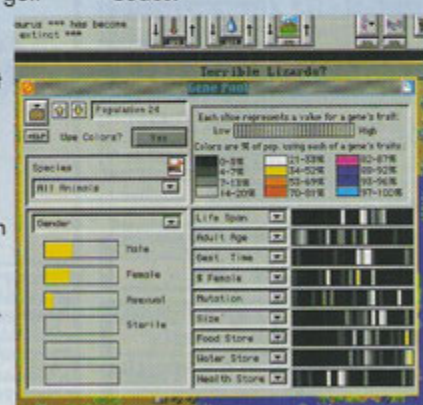 urus *** has become
extinct ***
Terrible Lizards?
Gene Pool
Population 24
HELP Use Colors? Yes
Species
All Animals
Each slice represents a value for a gene's trait:
Low High
Colors are % of pop. using each of a gene's traits:
0-3% 21-33% 82-87%
4-7% 34-52% 88-92%
7-13% 53-69% 93-96%
14-20% 70-81% 97-100%
Gender
Male
Female
Asexual
Sterile
Life Span
Adult Age
Gest. Time
% Female
Mutation
Size
Food Store
Water Store
Health Store